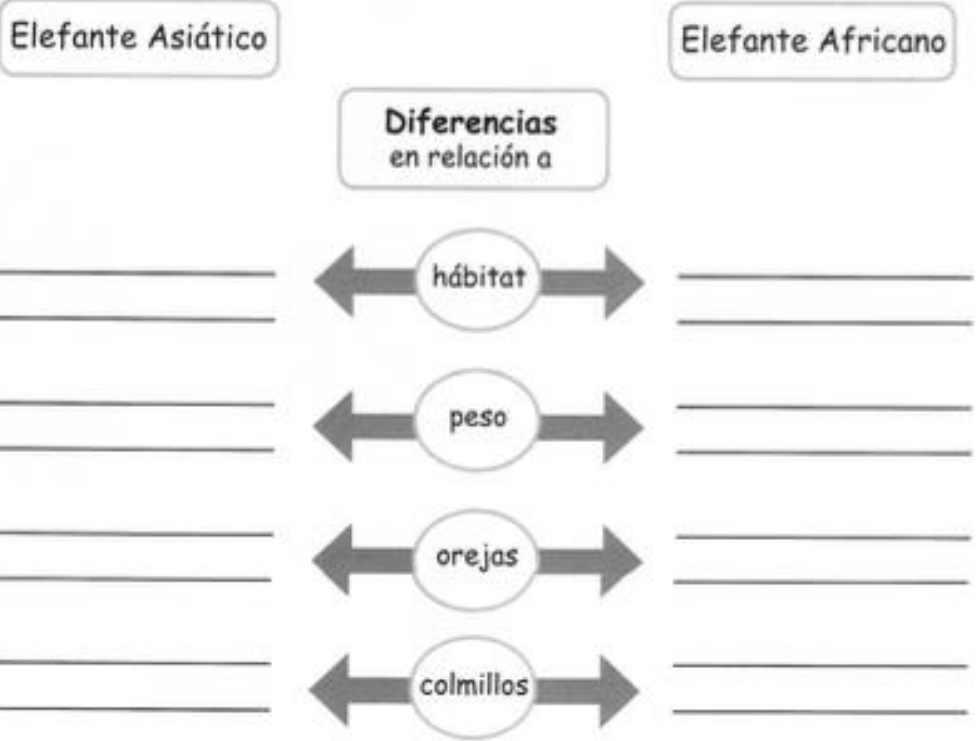 Elefante Asiático
Elefante Africano
Diferencias
en relación a
hábitat
peso
orejas
colmillos